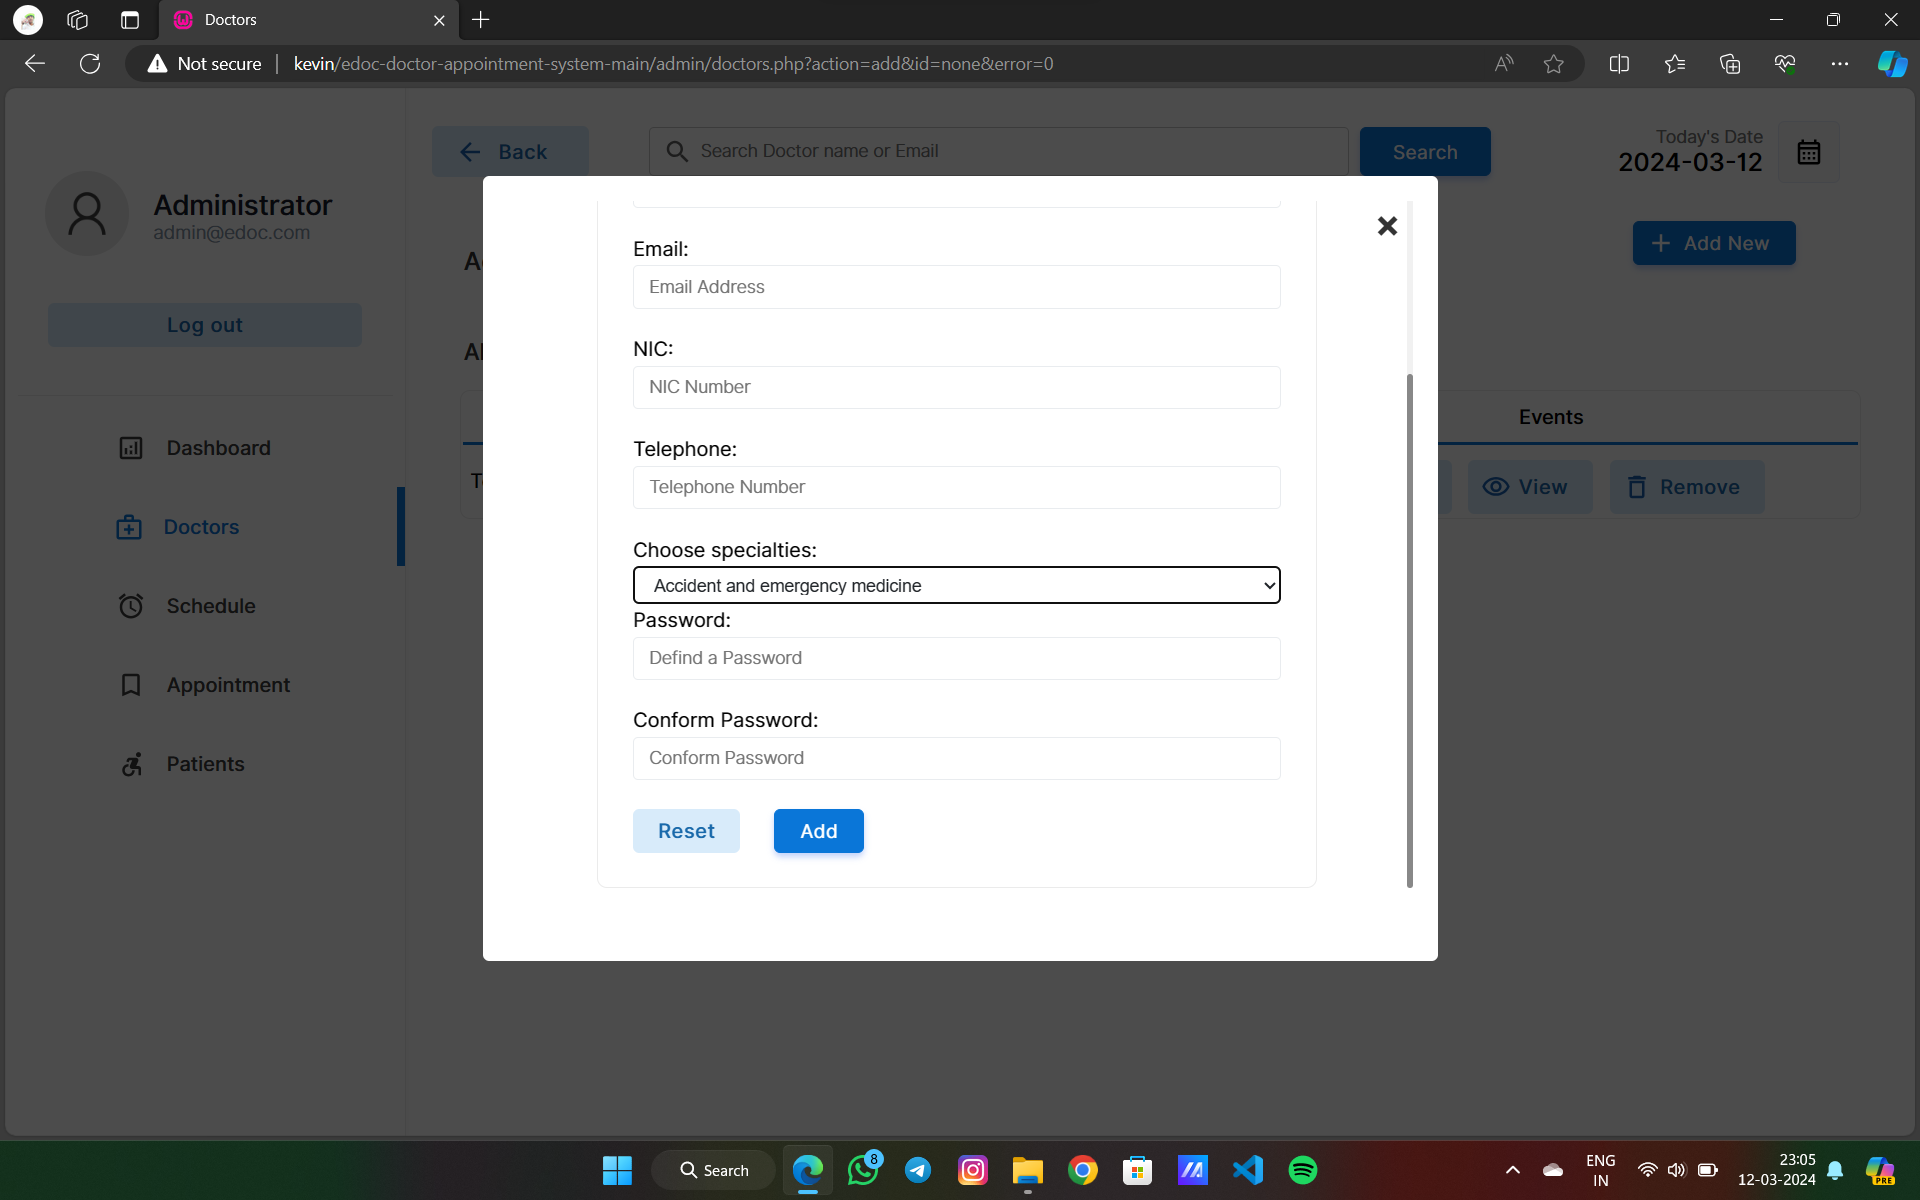 Doctors
Not secure
kevin/edoc-doctor-appointment-system-main/admin/doctors.php?action=add&id=none&error=0
Back
Search Doctor name or Email
Search
Today's Date
2024-03-12
Administrator
admin@edoc.com
Log out
Add New
Dashboard
Doctors
Schedule
Appointment
Patients
Email:
Email Address
NIC:
NIC Number
Telephone:
Telephone Number
Choose specialties:
Accident and emergency medicine
Password:
Defind a Password
Conform Password:
Conform Password
Reset
Add
Events
View
Remove
Search
8
ENG
IN
23:05
12-03-2024
PRE